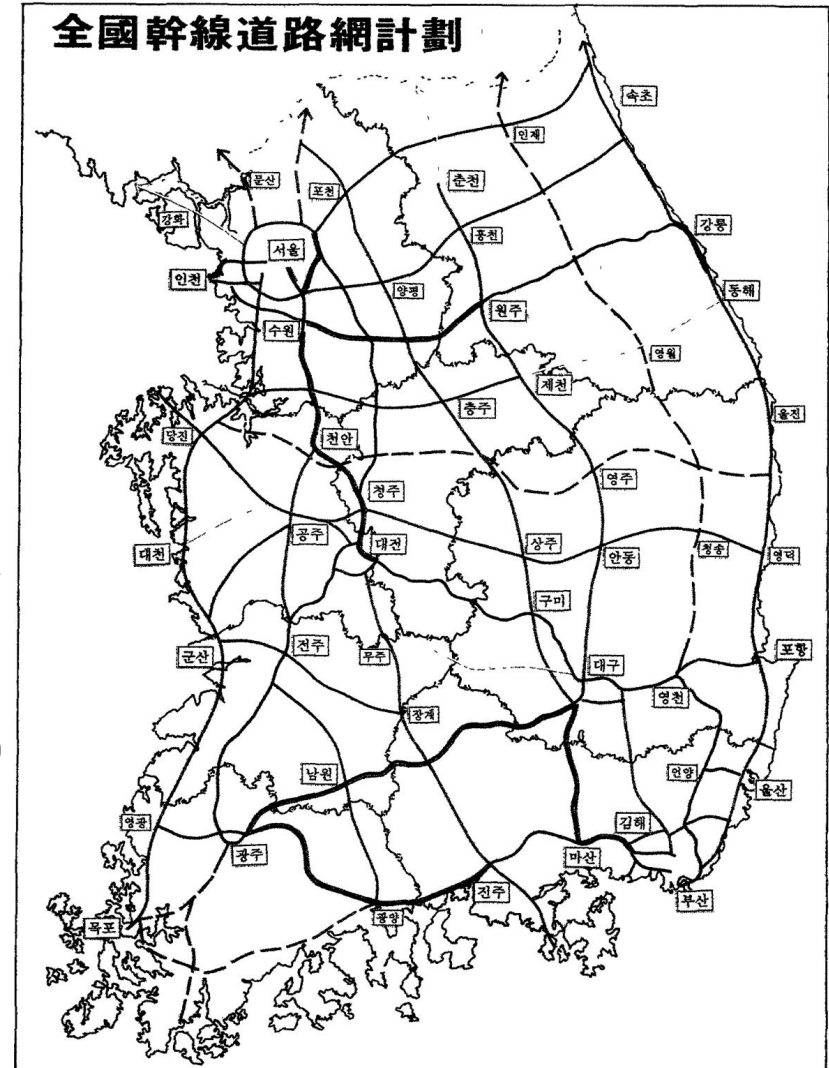 全國幹線道路網計劃
속초
인재
문산
포천
춘천
강화
홍천
강릉
서울
인천
양평
동해
원주
수원
영월
제천
충주
울진
당진
천안
영주
청주
공주
대전
상주
안동
청송
대천
영덕
구미
군산
전주
무주
대구
포항
영천
장계
남원
언양
울산
영광
김해
광주
마산
진주
부산
광양
목포